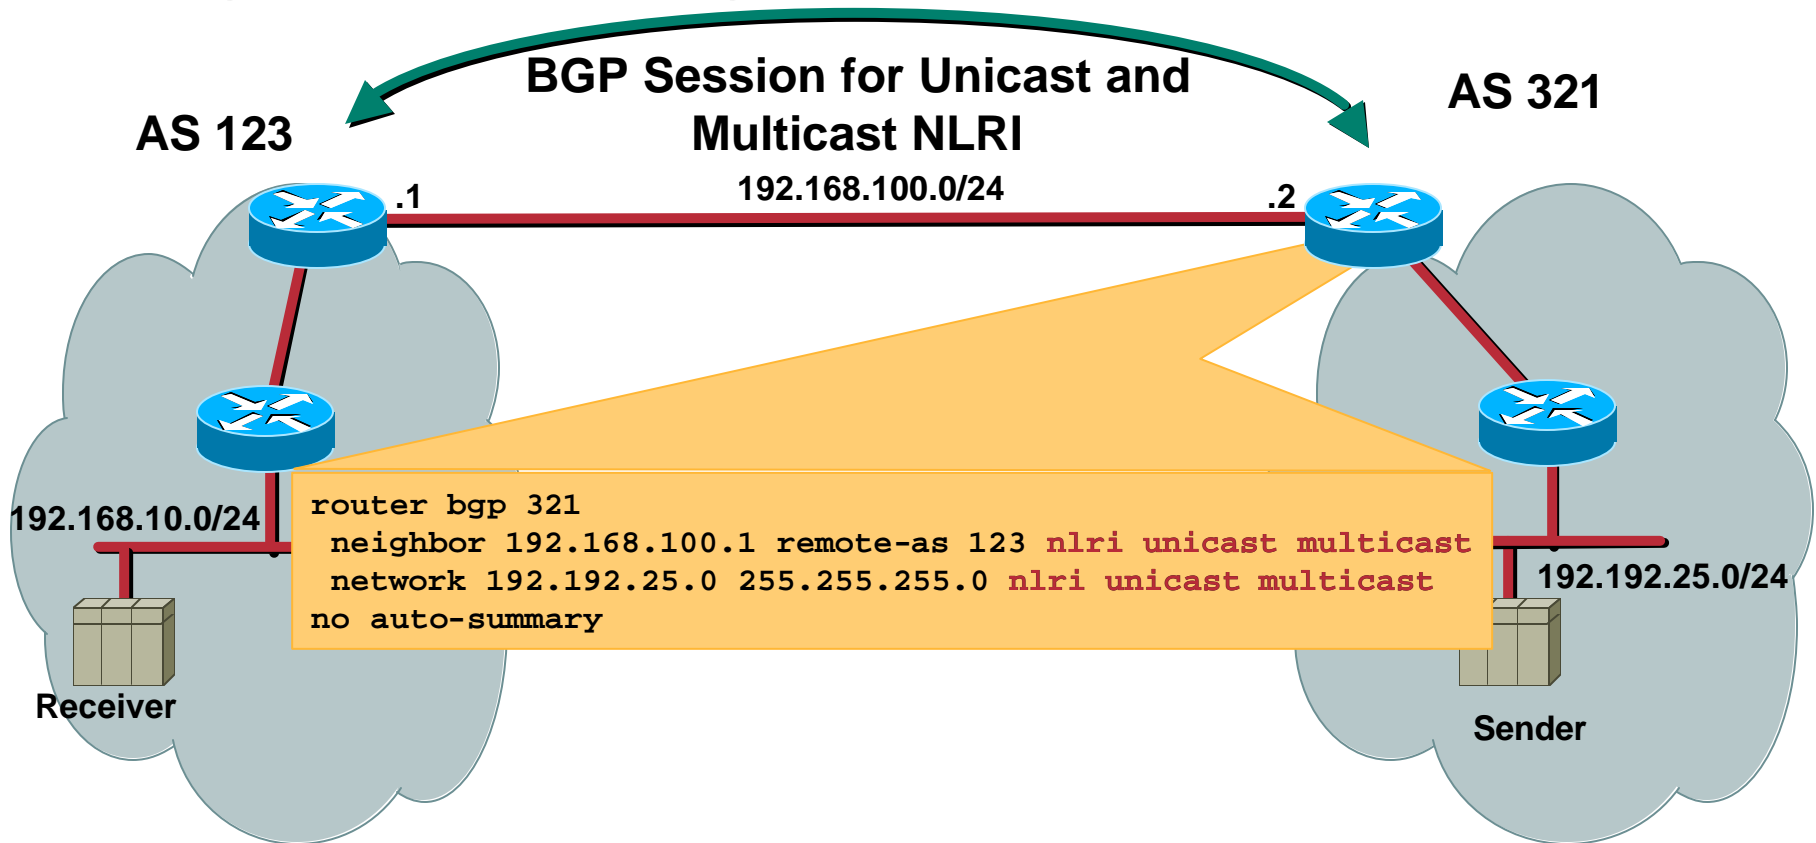 BGP Session for Unicast and
Multicast NLRI
AS 123
AS 321
192.168.100.0/24
.1
.2
192.168.10.0/24
router bgp 321
neighbor 192.168.100.1 remote-as 123 nlri unicast multicast
network 192.192.25.0 255.255.255.0 nlri unicast multicast
no auto-summary
192.192.25.0/24
Receiver
Sender